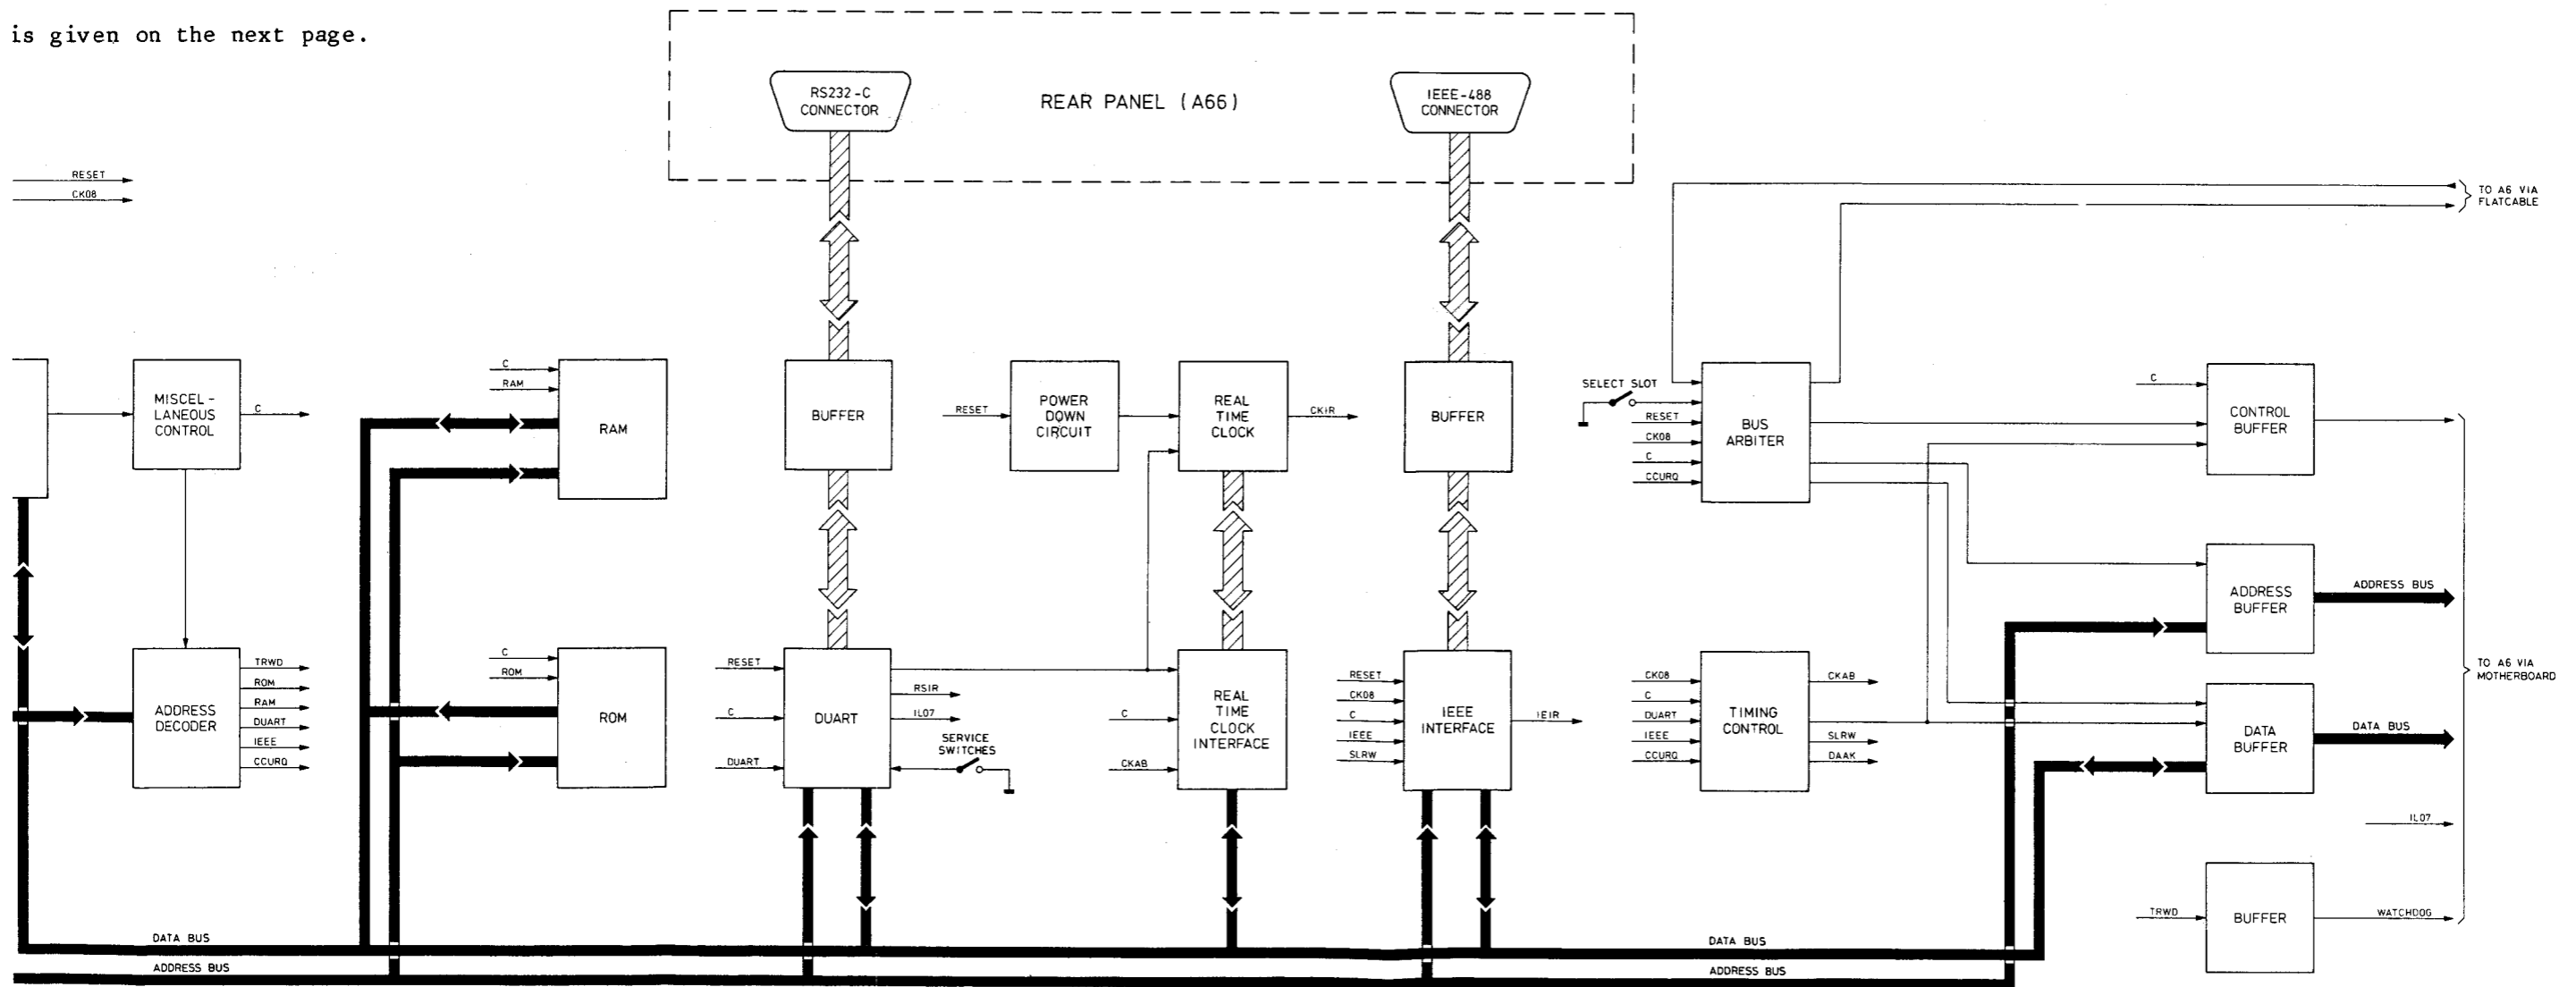 is given on the next page.
RS232-C
CONNECTOR
REAR PANEL (A66)
IEEE-488
CONNECTOR
RESET
CK08
TO A6 VIA
FLATCABLE
MISCEL-
LANEOUS
CONTROL
C
C
RAM
RAM
BUFFER
RESET
POWER
DOWN
CIRCUIT
REAL
TIME
CLOCK
CKIR
BUFFER
SELECT SLOT
RESET
CK08
C
CCURQ
BUS
ARBITER
C
CONTROL
BUFFER
ADDRESS
BUFFER
ADDRESS BUS
ADDRESS
DECODER
TRWD
ROM
RAM
DUART
IEEE
CCURQ
C
ROM
ROM
RESET
C
DUART
DUART
RSIR
IL07
SERVICE
SWITCHES
C
CKAB
REAL
TIME
CLOCK
INTERFACE
RESET
CK08
C
IEEE
SLRW
IEEE
INTERFACE
IEIR
CK08
C
DUART
IEEE
CCURQ
TIMING
CONTROL
CKAB
SLRW
DAAK
DATA
BUFFER
DATA BUS
TO A6 VIA
MOTHERBOARD
IL07
TRWD
BUFFER
WATCHDOG
DATA BUS
DATA BUS
ADDRESS BUS
ADDRESS BUS